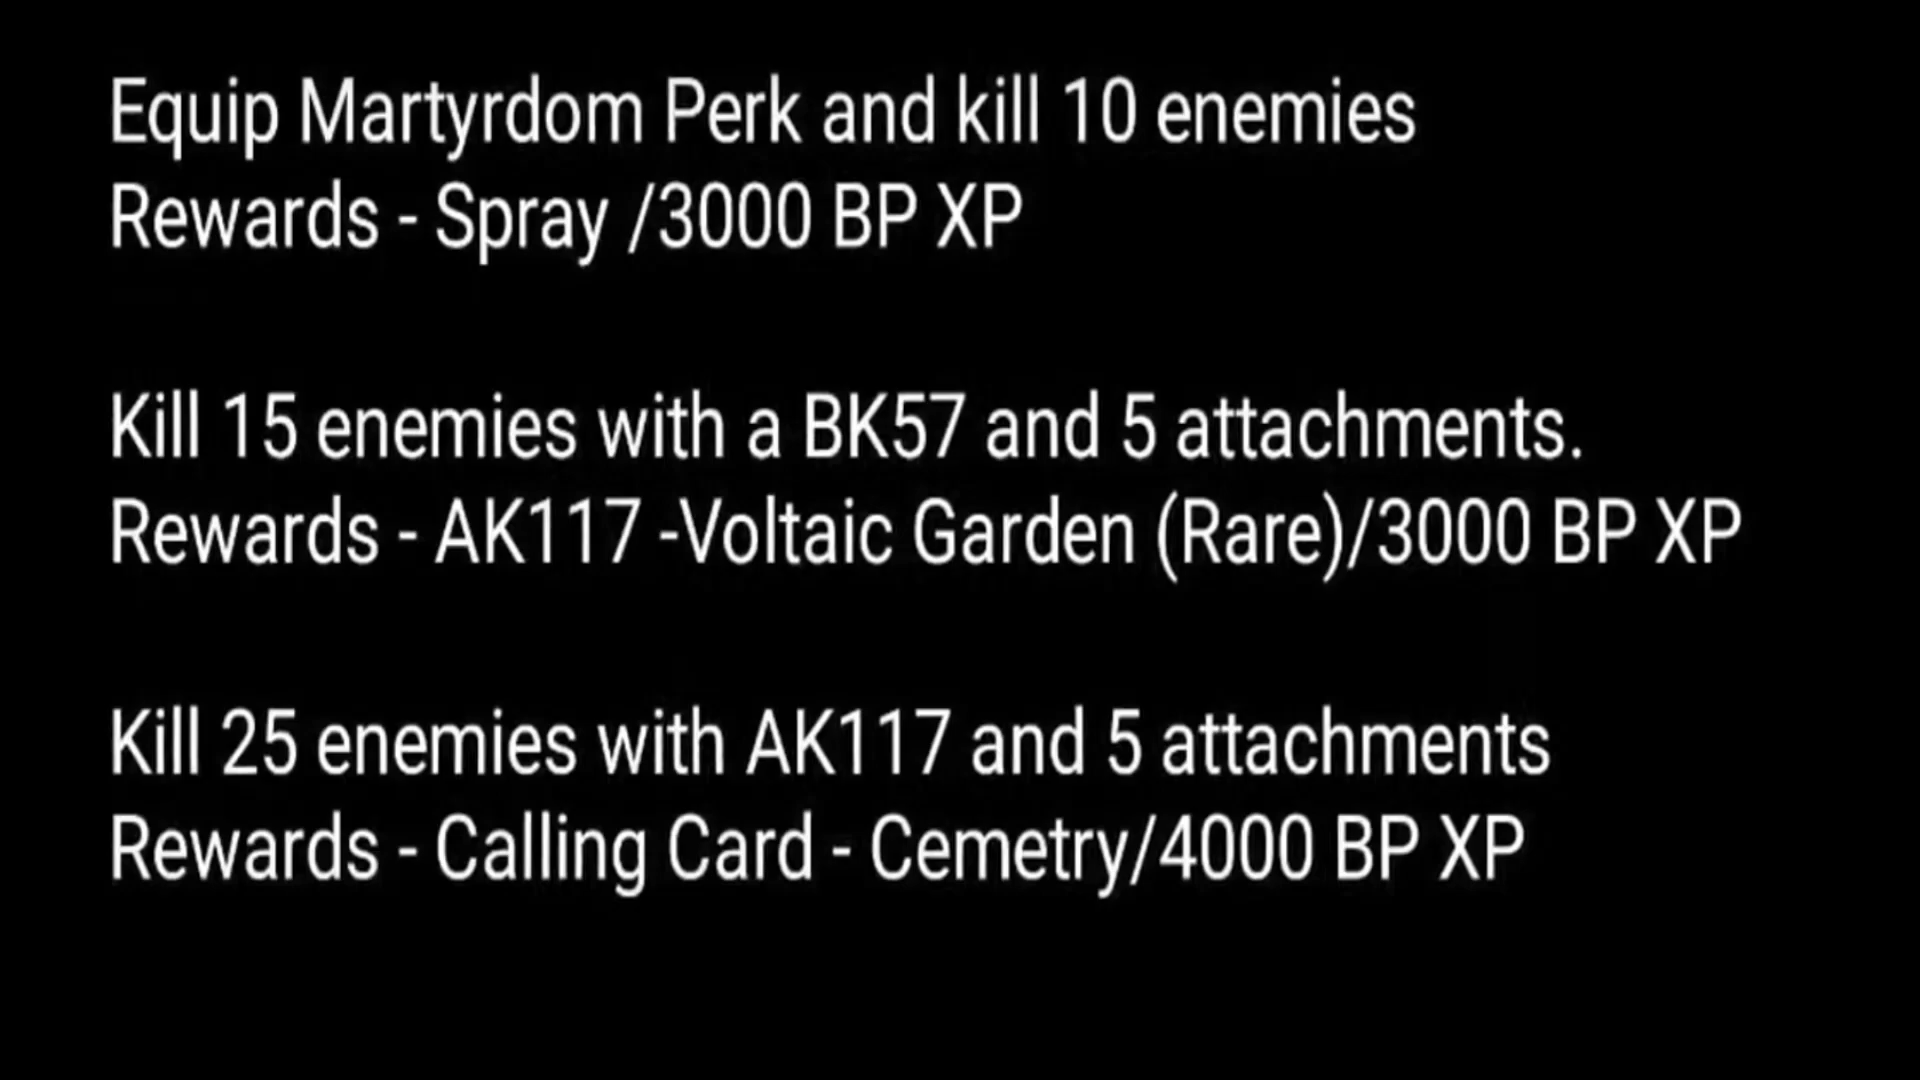 Equip Martyrdom Perk and kill 10 enemies
Rewards - Spray /3000 BP XP
Kill 15 enemies with a BK57 and 5 attachments.
Rewards - AK117 -Voltaic Garden (Rare)/3000 BP XP
Kill 25 enemies with AK117 and 5 attachments
Rewards - Calling Card - Cemetry/4000 BP XP